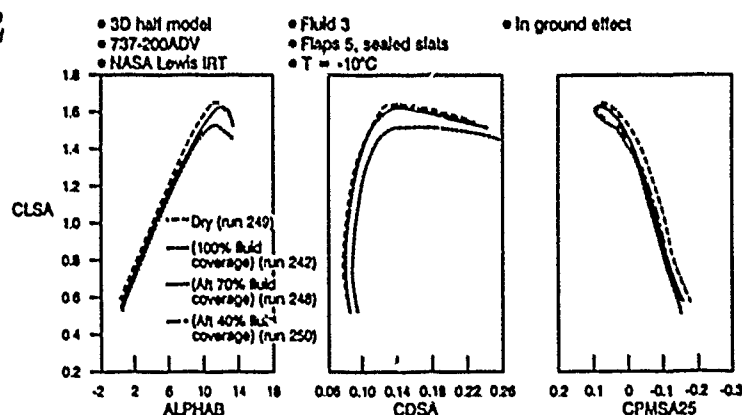 • 3D half model
• 737-200ADV
• NASA Lewis IRT
• Fluid 3
• Flaps 5, sealed slats
• T = -10°C
• In ground effect
CLSA
1.8
1.6
1.4
1.2
1.0
0.8
0.6
0.4
0.2
Dry (run 249)
(100% fluid
coverage) (run 242)
(Aft 70% fluid
coverage) (run 248)
(Aft 40% fluid
coverage) (run 250)
-2 2 6 10 14 18
ALPHAB
0.06 0.10 0.14 0.18 0.22 0.26
CDSA
0.2 0.1 0 -0.1 -0.2 -0.3
CPMSA25